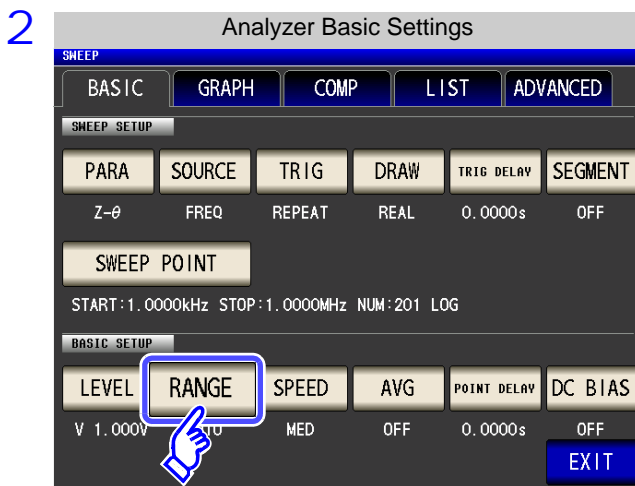 2
Analyzer Basic Settings
SWEEP
BASIC GRAPH COMP LIST ADVANCED
SWEEP SETUP
PARA SOURCE TRIG DRAW TRIG DELAY SEGMENT
Z-θ FREQ REPEAT REAL 0.0000s OFF
SWEEP POINT
START:1.0000kHz STOP:1.0000MHz NUM:201 LOG
BASIC SETUP
LEVEL RANGE SPEED AVG POINT DELAY DC BIAS
V 1.000V MED OFF 0.0000s OFF
EXIT